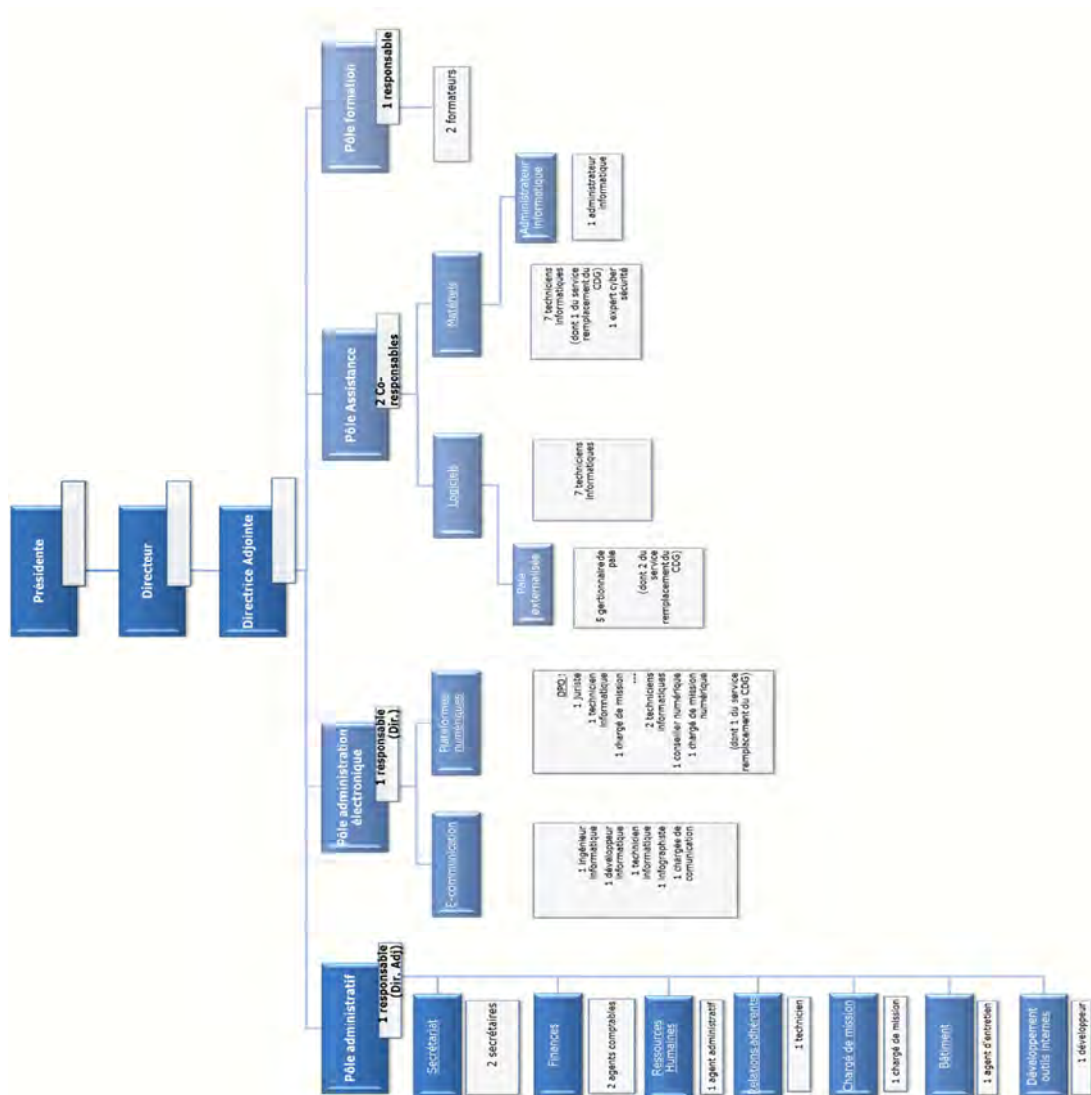 Présidente
Directeur
Directrice Adjointe
Pôle administratif
1 responsable
(Dir. Adj)
Secrétariat
2 secrétaires
Finances
2 agents comptables
Ressources
Humaines
1 agent administratif
Relations adhérents
1 technicien
Chargé de mission
1 chargé de mission
Bâtiment
1 agent d'entretien
Développement
outils internes
1 développeur
Pôle administration
électronique
1 responsable
(Dir.)
E-communication
1 ingénieur
informatique
1 développeur
informatique
1 technicien
informatique
1 infographiste
1 chargée de
comunication
Plateformes
numériques
DPO :
1 juriste
1 technicien
informatique
1 chargé de mission
---
2 techniciens
informatiques
1 conseiller numérique
1 chargé de mission
numérique
(dont 1 du service
remplacement du CDG)
Pôle Assistance
2 Co-
responsables
Logiciels
7 techniciens
informatiques
Paie
externalisée
5 gertionnaire de
paie
(dont 2 du
service
remplacement du
CDG)
Matériels
7 techniciens
informatiques
(dont 1 du service
remplacement du
CDG)
1 expert cyber
sécurité
Administrateur
informatique
1 administrateur
informatique
Pôle formation
1 responsable
2 formateurs